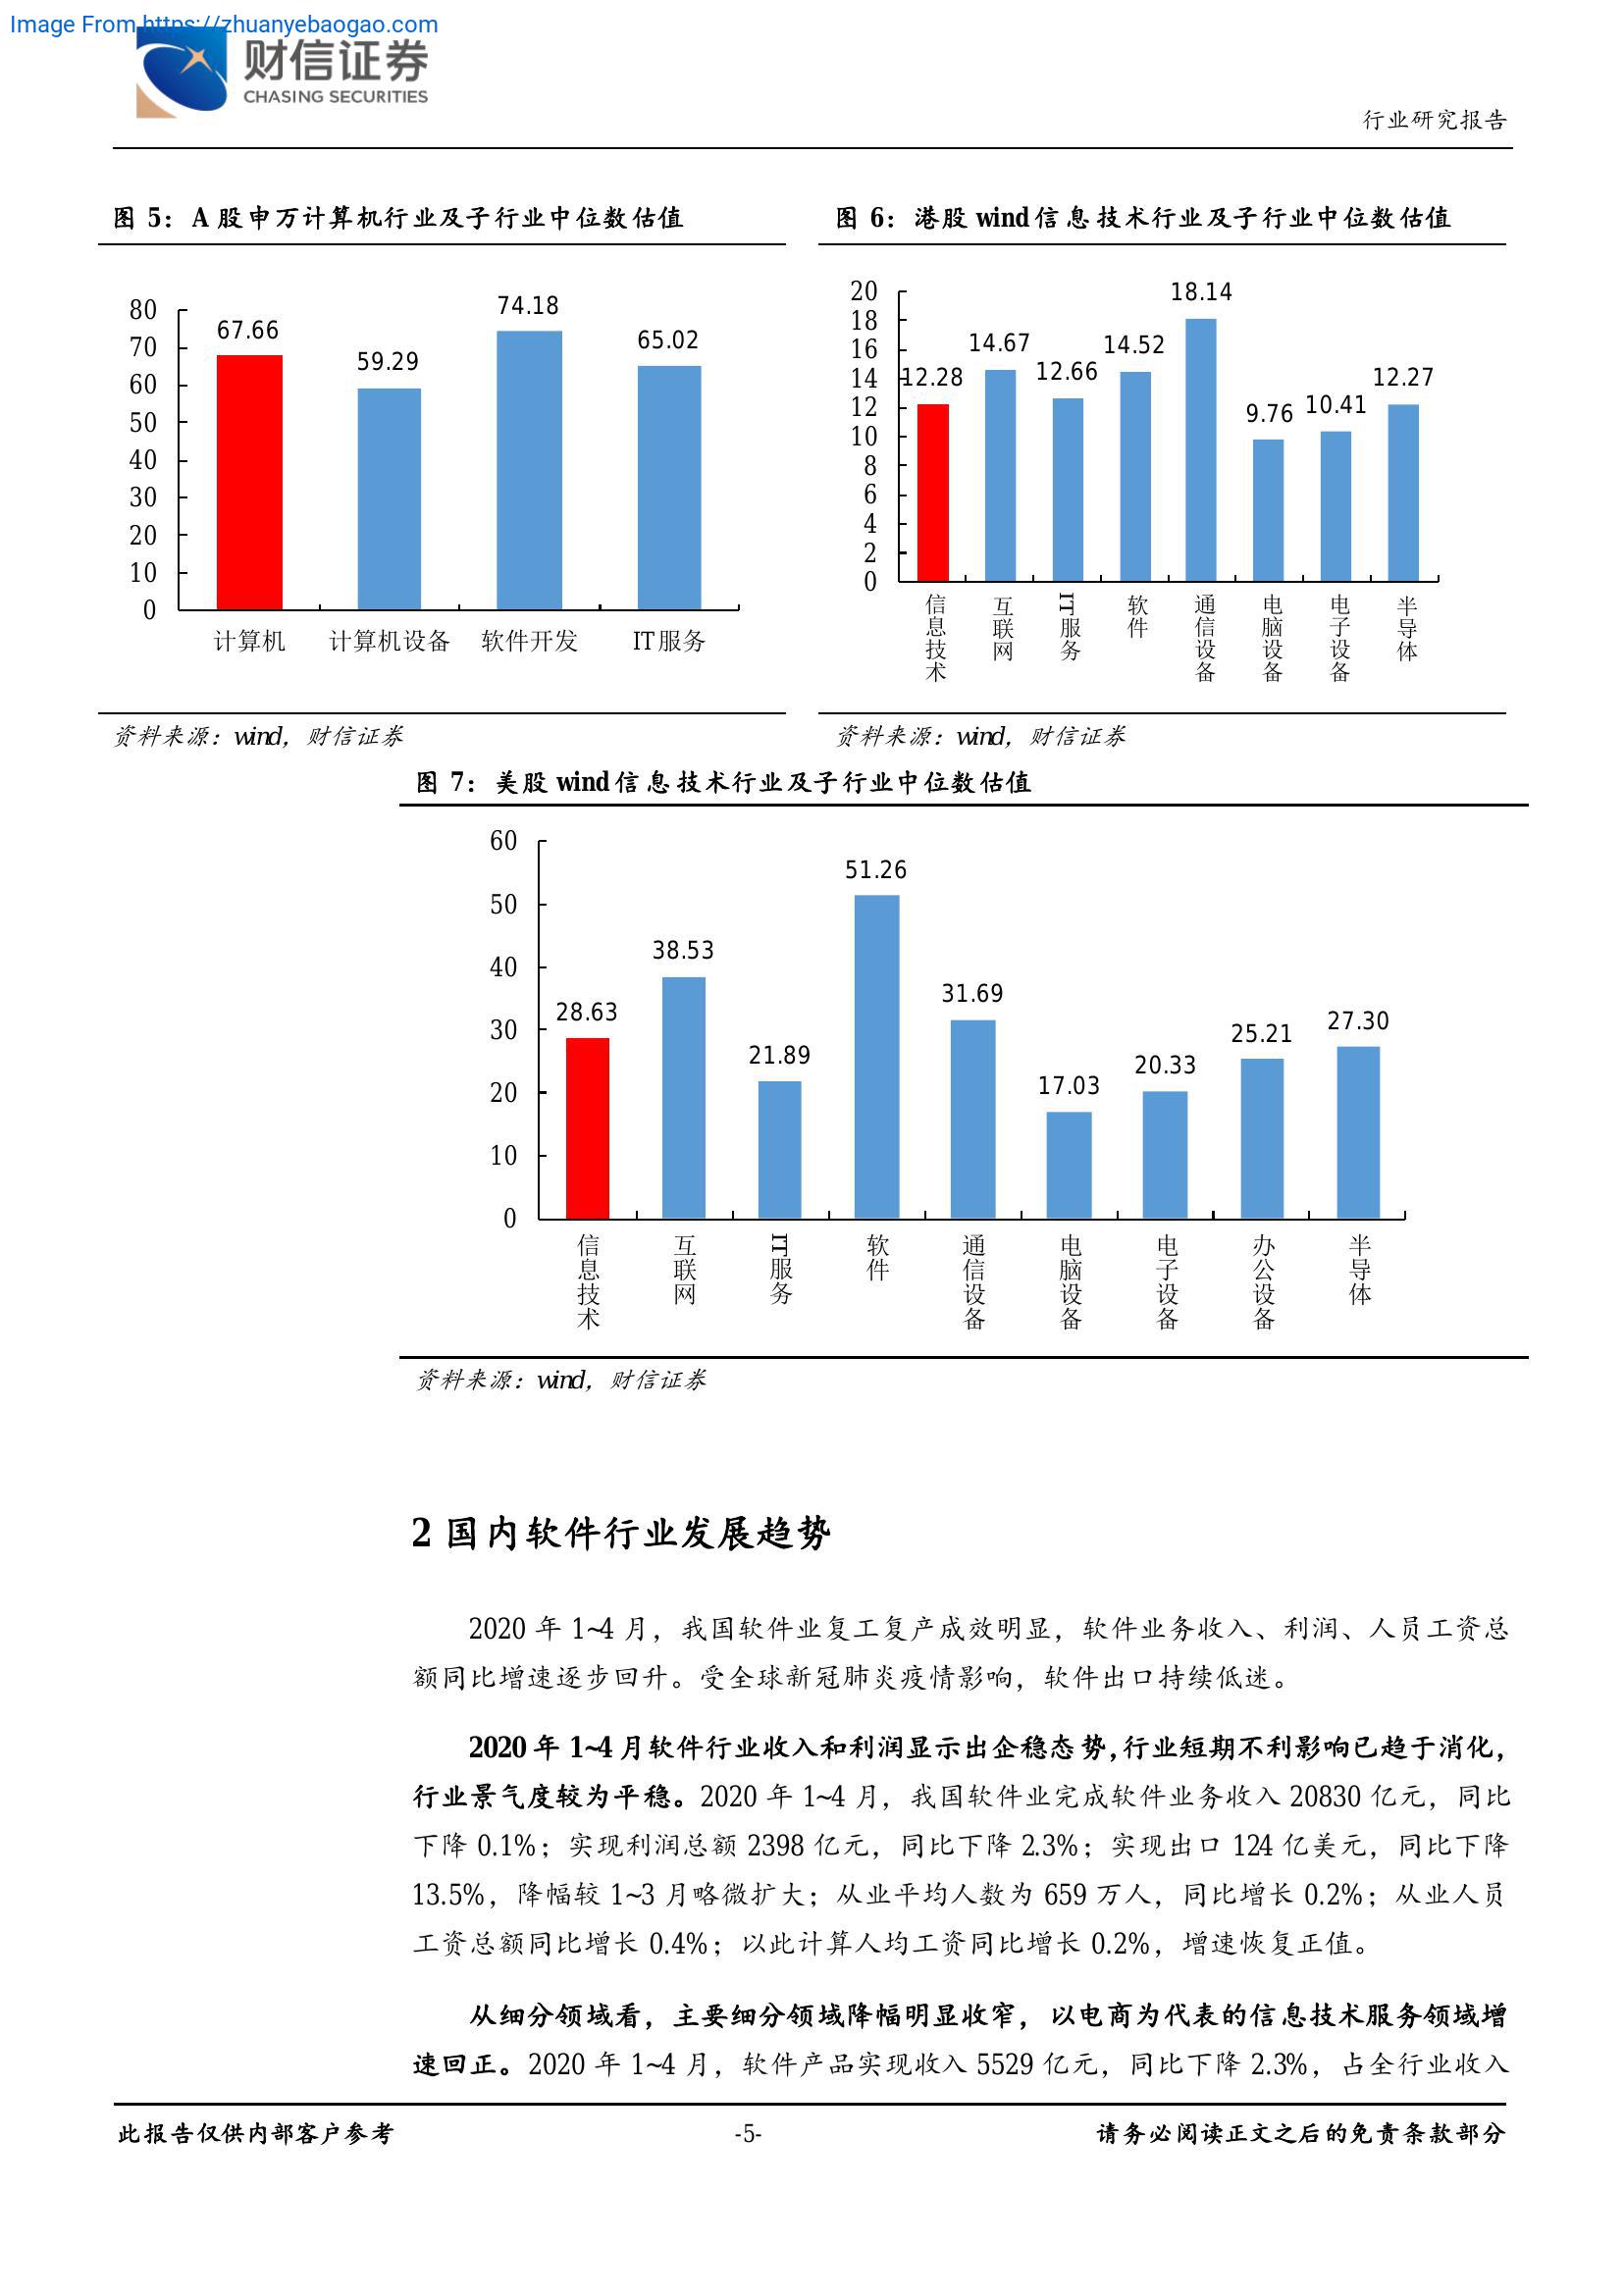 Image From https://zhuanyebaogao.com
财信证券
CHASING SECURITIES
行业研究报告
图 5：A 股申万计算机行业及子行业中位数估值
80
70
60
50
40
30
20
10
0
67.66
59.29
74.18
65.02
计算机
计算机设备
软件开发
IT服务
资料来源：wind，财信证券
图 6：港股 wind 信息技术行业及子行业中位数估值
20
18
16
14
12
10
8
6
4
2
0
12.28
14.67
12.66
14.52
18.14
9.76
10.41
12.27
信息技术
互联网
IT服务
软件
通信设备
电脑设备
电子设备
半导体
资料来源：wind，财信证券
图 7：美股 wind 信息技术行业及子行业中位数估值
60
50
40
30
20
10
0
28.63
38.53
21.89
51.26
31.69
17.03
20.33
25.21
27.30
信息技术
互联网
IT服务
软件
通信设备
电脑设备
电子设备
办公设备
半导体
资料来源：wind，财信证券
2 国内软件行业发展趋势
2020 年 1~4 月，我国软件业复工复产成效明显，软件业务收入、利润、人员工资总
额同比增速逐步回升。受全球新冠肺炎疫情影响，软件出口持续低迷。
2020 年 1~4 月软件行业收入和利润显示出企稳态势，行业短期不利影响已趋于消化，
行业景气度较为平稳。2020 年 1~4 月，我国软件业完成软件业务收入 20830 亿元，同比
下降 0.1%；实现利润总额 2398 亿元，同比下降 2.3%；实现出口 124 亿美元，同比下降
13.5%，降幅较 1~3 月略微扩大；从业平均人数为 659 万人，同比增长 0.2%；从业人员
工资总额同比增长 0.4%；以此计算人均工资同比增长 0.2%，增速恢复正值。
从细分领域看，主要细分领域降幅明显收窄，以电商为代表的信息技术服务领域增
速回正。2020 年 1~4 月，软件产品实现收入 5529 亿元，同比下降 2.3%，占全行业收入
此报告仅供内部客户参考
-5-
请务必阅读正文之后的免责条款部分